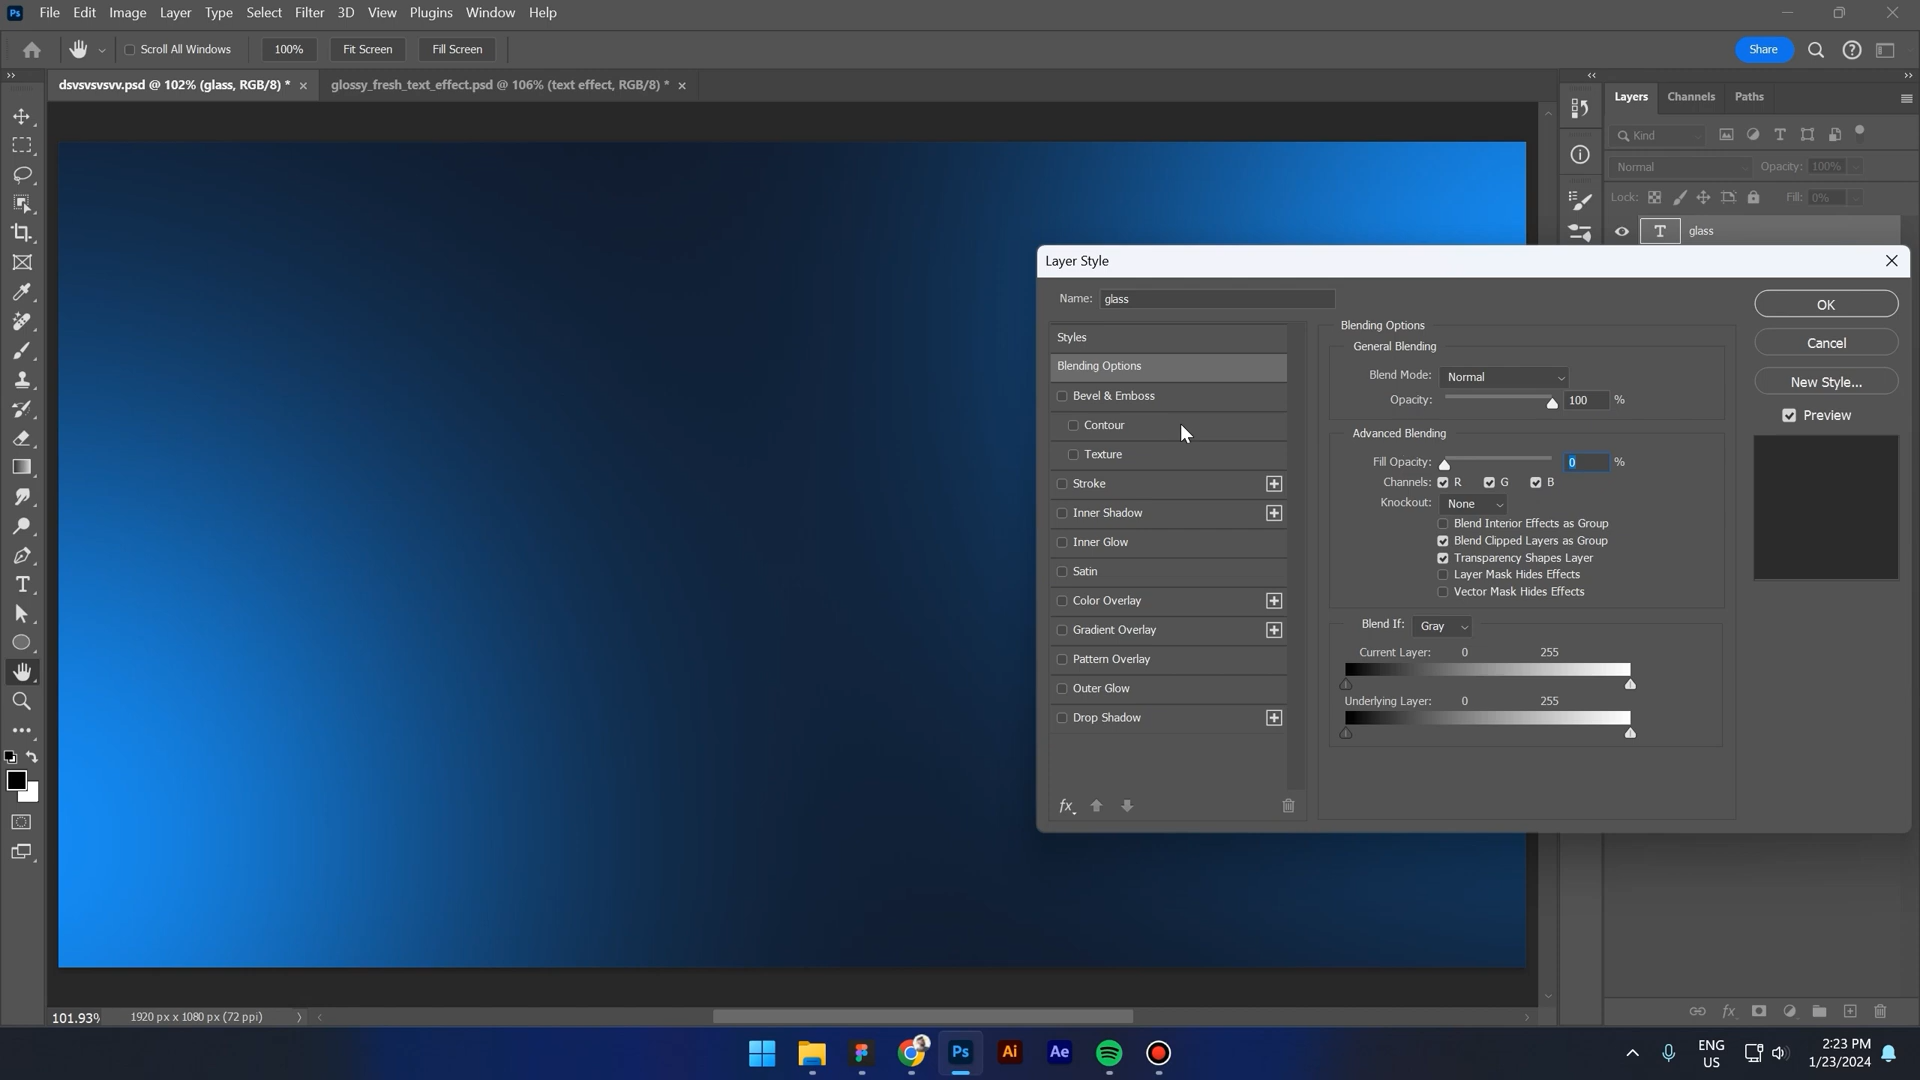 Ps File Edit Image Layer Type Select Filter 3D View Plugins Window Help
Scroll All Windows 100% Fit Screen Fill Screen Share
dsvsvsvsvv.psd @ 102% (glass, RGB/8) * glossy_fresh_text_effect.psd @ 106% (text effect, RGB/8) *
Layers Channels Paths
Kind
Normal Opacity: 100%
Lock: Fill: 0%
T glass
Layer Style
Name: glass
OK
Styles
Blending Options
Bevel & Emboss
Contour
Texture
Stroke
Inner Shadow
Inner Glow
Satin
Color Overlay
Gradient Overlay
Pattern Overlay
Outer Glow
Drop Shadow
fx
Blending Options
General Blending
Blend Mode: Normal
Opacity: 100 %
Advanced Blending
Fill Opacity: 0 %
Channels: R G B
Knockout: None
Blend Interior Effects as Group
Blend Clipped Layers as Group
Transparency Shapes Layer
Layer Mask Hides Effects
Vector Mask Hides Effects
Blend If: Gray
Current Layer: 0 255
Underlying Layer: 0 255
Cancel
New Style...
Preview
101.93% 1920 px x 1080 px (72 ppi)
fx
Ps Ai Ae
ENG
US
2:23 PM
1/23/2024